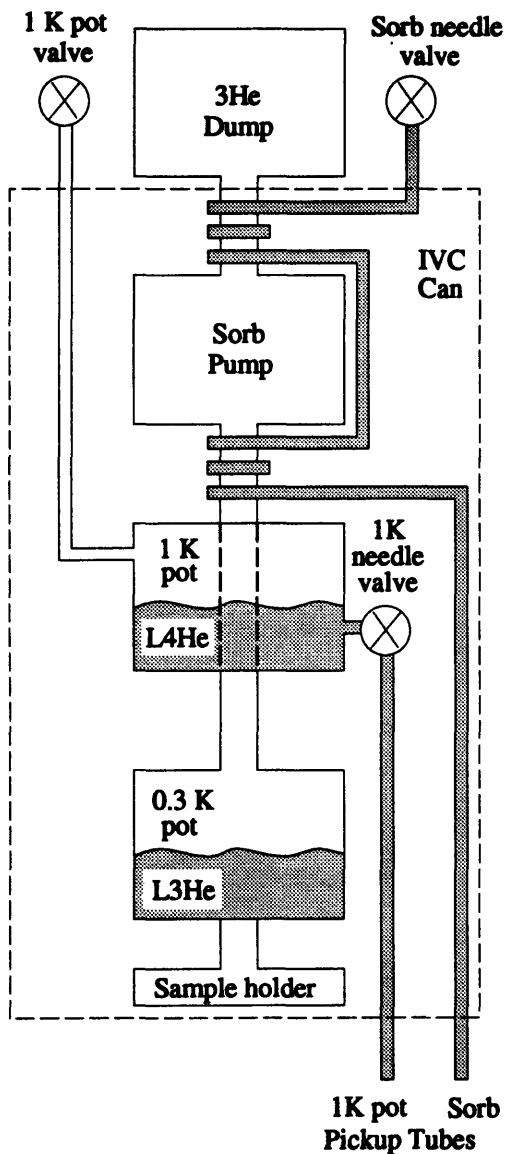 1 K pot
valve
Sorb needle
valve
3He
Dump
IVC
Can
Sorb
Pump
1 K
pot
1K
needle
valve
L4He
0.3 K
pot
L3He
Sample holder
1K pot Sorb
Pickup Tubes